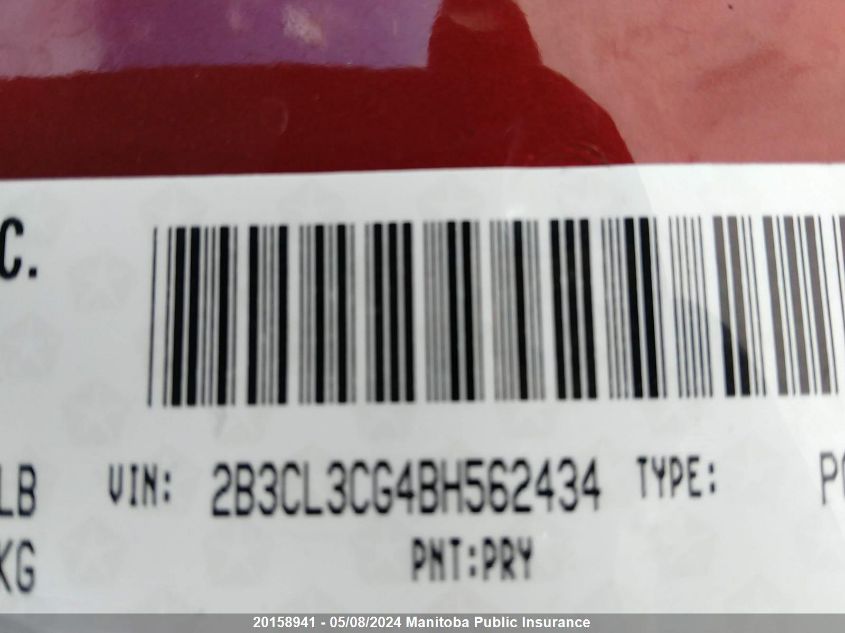 C.
LB VIN: 2B3CL3CG4BH562434 TYPE:
KG PNT:PRY
20158941 - 05/08/2024 Manitoba Public Insurance